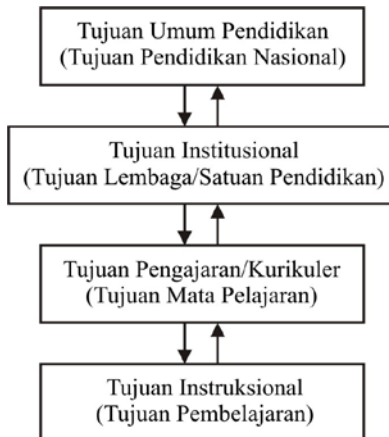 Tujuan Umum Pendidikan
(Tujuan Pendidikan Nasional)
Tujuan Institusional
(Tujuan Lembaga/Satuan Pendidikan)
Tujuan Pengajaran/Kurikuler
(Tujuan Mata Pelajaran)
Tujuan Instruksional
(Tujuan Pembelajaran)